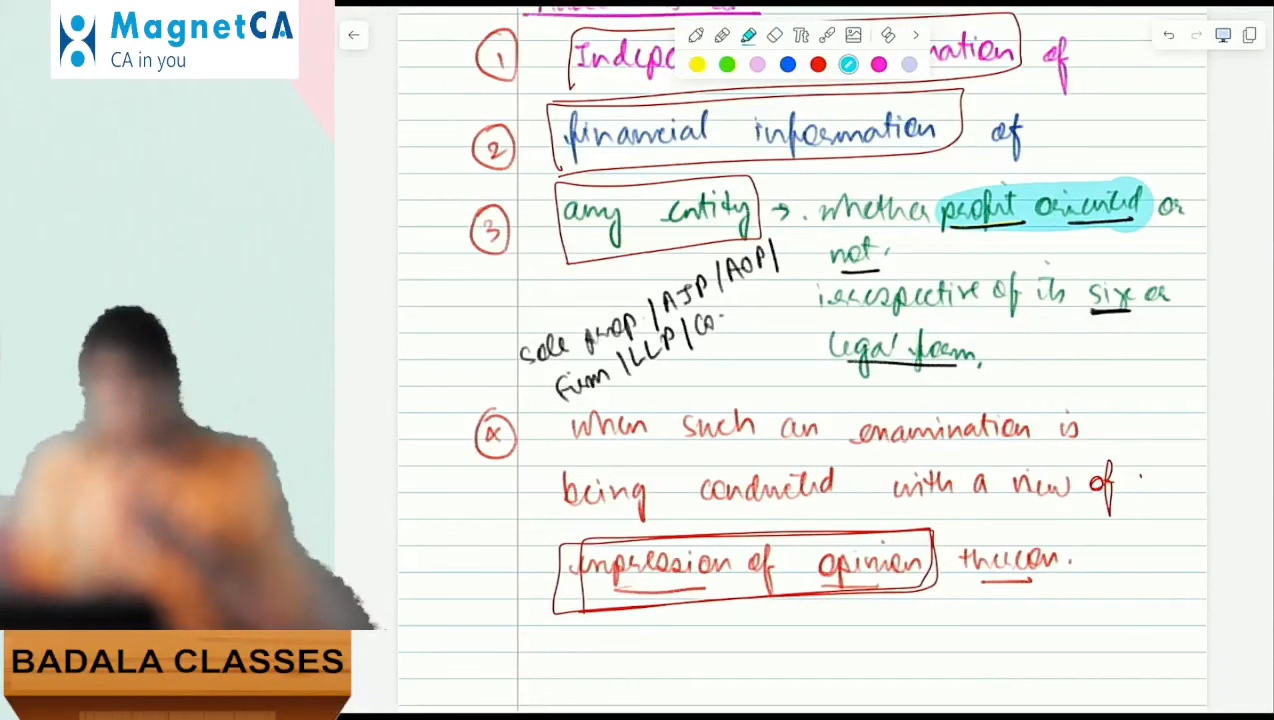 MagnetCA
CA in you
① Indepe nation of
② financial information of
③ any entity → whether profit oriented or
not.
irrespective of its size or
legal form.
sole prop / AJP / AOP /
Firm / LLP / Co.
when such an examination is
being conducted with a view of
expression of opinion thereon.
BADALA CLASSES